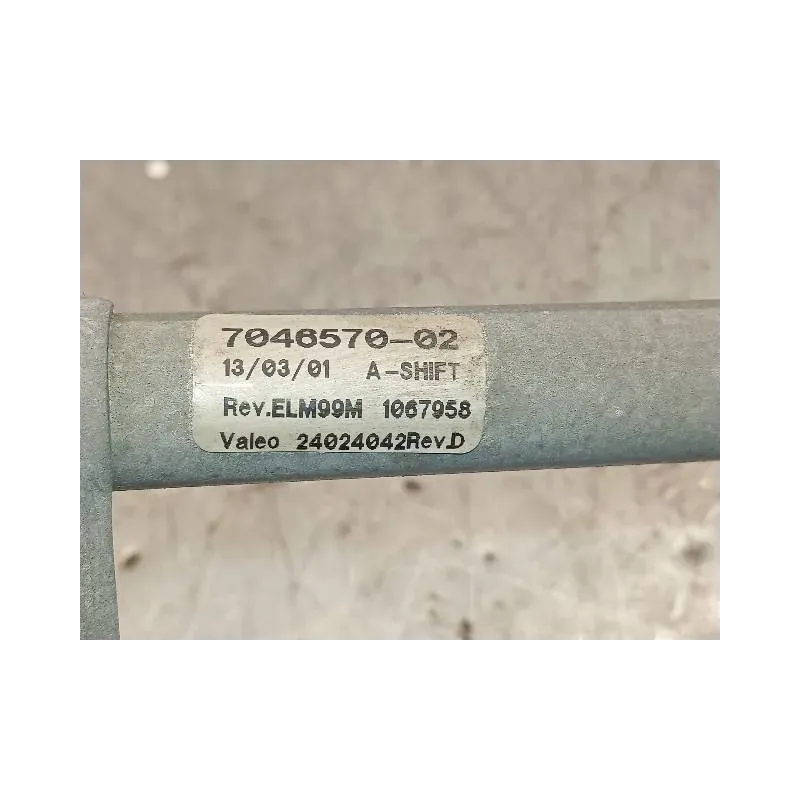 7046570-02
13/03/01 A-SHIFT
Rev.ELM99M 1067958
Valeo 24024042Rev.D